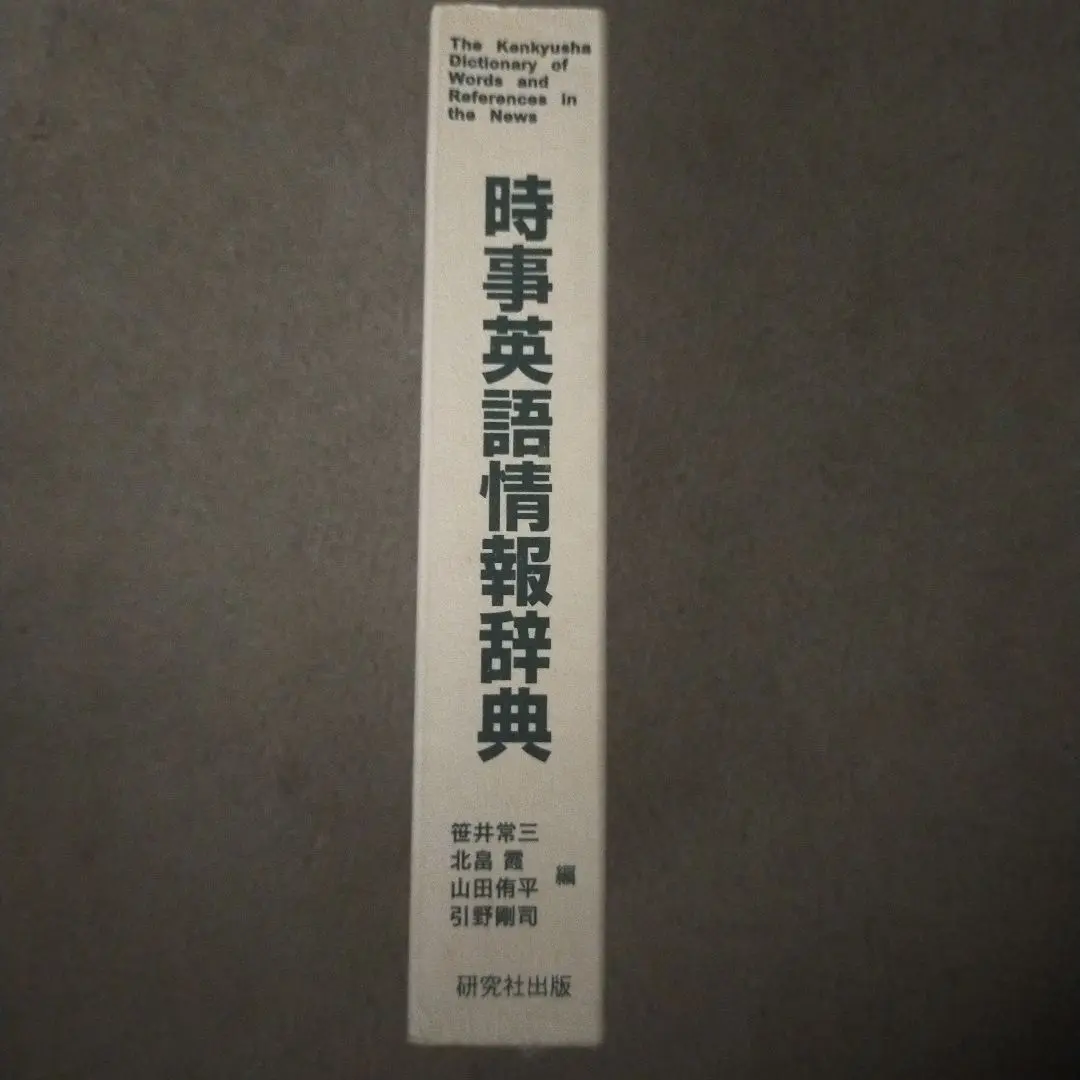 The Kenkyusha
Dictionary of
Words and
References in
the News
時事英語情報辞典
笹井常三
北畠 霞
山田侑平
引野剛司
編
研究社出版